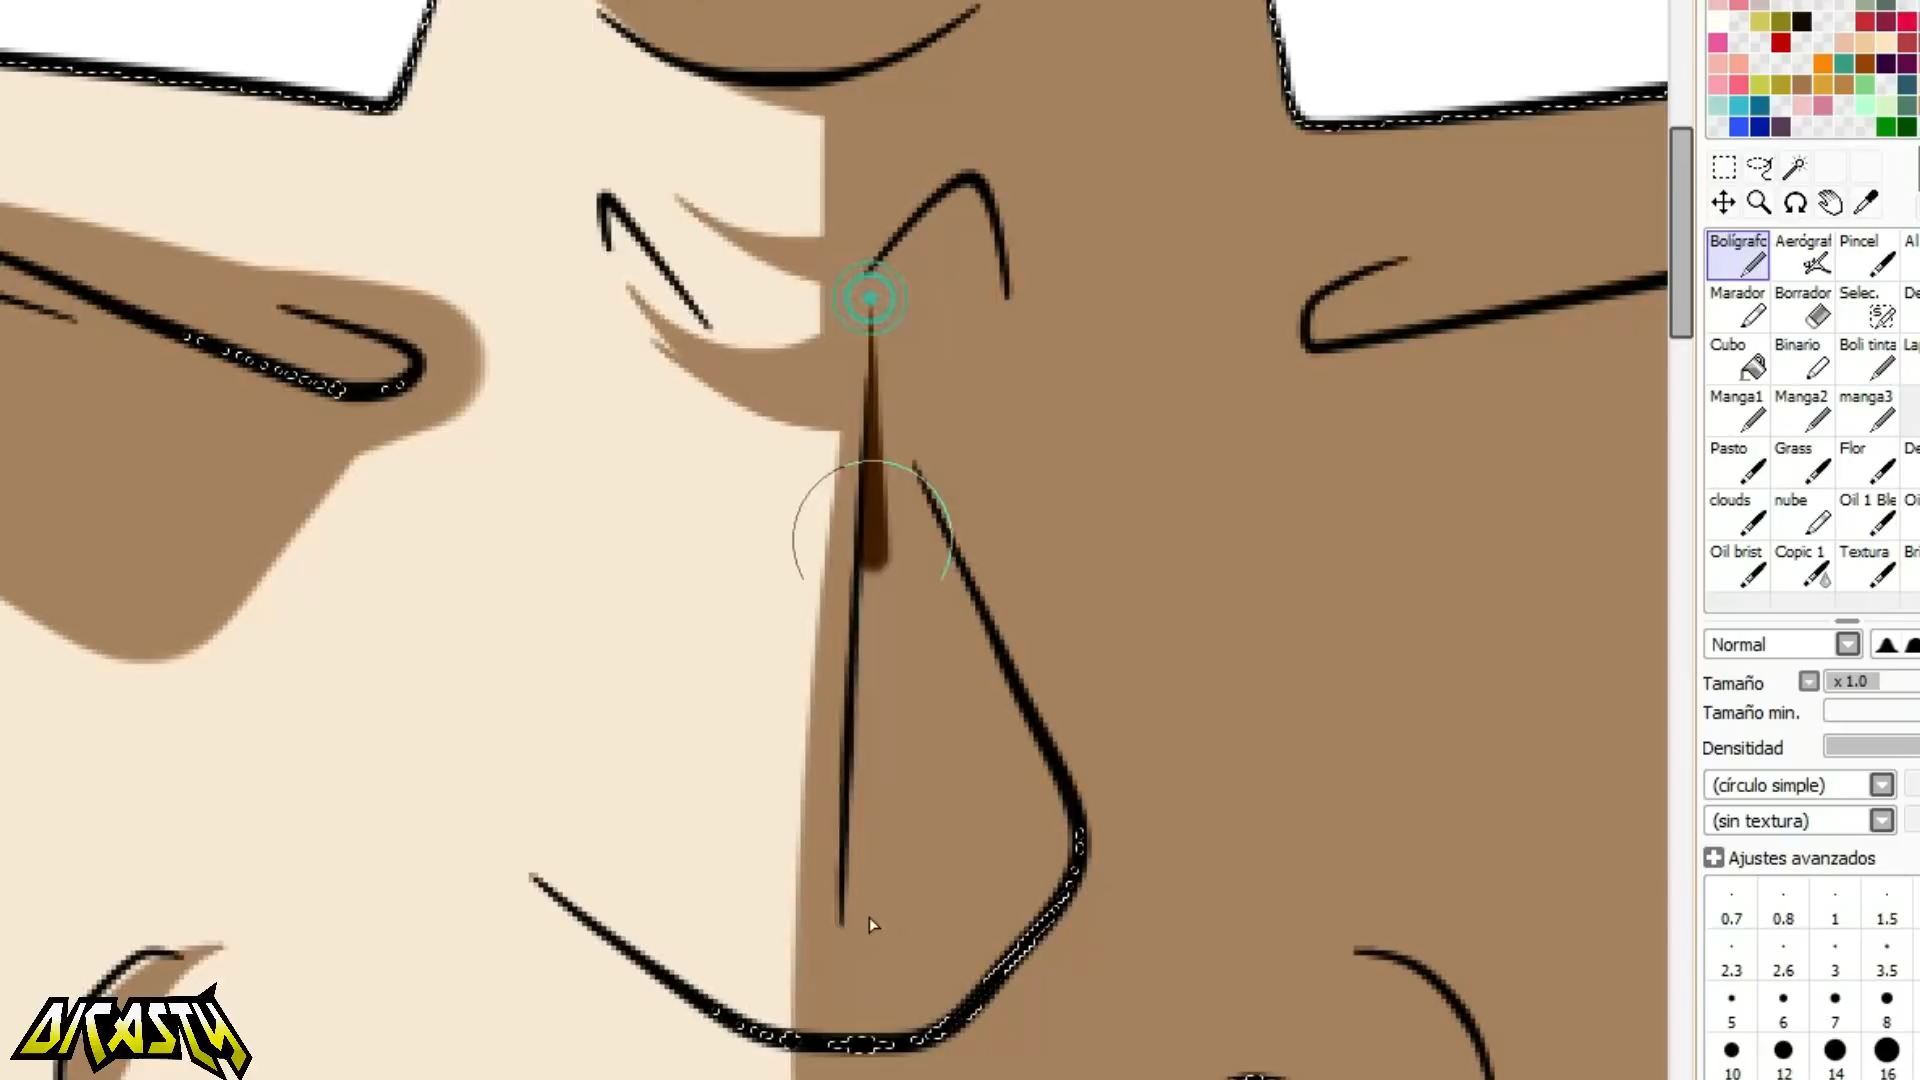 Bolígrafc Aerógraf Pincel Al
Marador Borrador Selec. De
Cubo Binario Boli tinta La
Manga1 Manga2 manga3
Pasto Grass Flor De
clouds nube Oil 1 Ble Oi
Oil brist Copic 1 Textura Bri
Normal
Tamaño x 1.0
Tamaño min.
Densitidad
(círculo simple)
(sin textura)
Ajustes avanzados
0.7 0.8 1 1.5
2.3 2.6 3 3.5
5 6 7 8
10 12 14 16
DICASTY